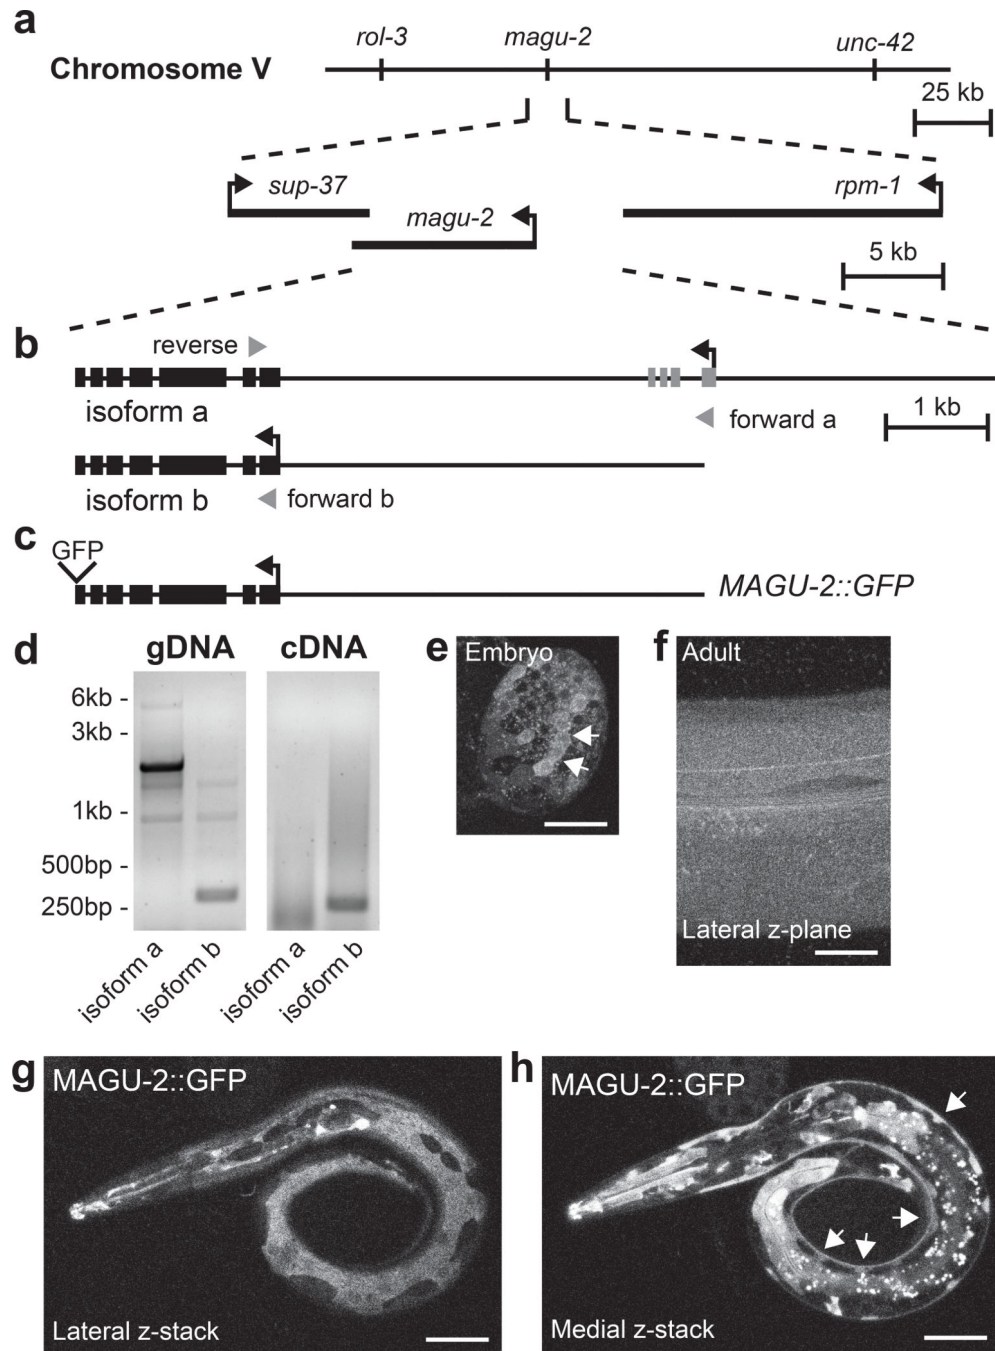 a
rol-3 magu-2 unc-42
Chromosome V
25 kb
sup-37 rpm-1
magu-2
5 kb
b
reverse
isoform a
forward a
1 kb
isoform b
forward b
c
GFP
MAGU-2::GFP
d
gDNA cDNA
6kb -
3kb -
1kb -
500bp -
250bp -
isoform a
isoform b
isoform a
isoform b
e
Embryo
f
Adult
Lateral z-plane
g
MAGU-2::GFP
Lateral z-stack
h
MAGU-2::GFP
Medial z-stack